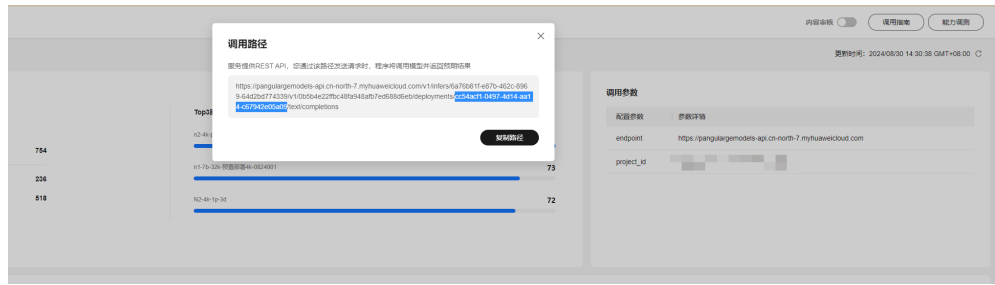 内容审核
调用指南
能力调测
更新时间: 2024/08/30 14:30:38 GMT+08:00
调用路径
服务提供REST API，您通过该路径发送请求时，程序将调用模型并返回预期结果
https://pangulargemodels-api.cn-north-7.myhuaweicloud.com/v1/infers/6a76b81f-e87b-462c-896
9-64d2bd774339/v1/0b5b4e22ffbc48fa948afb7ed688d6eb/deployments/cc54acf1-0497-4d14-aa1
4-c67942e05a09/text/completions
复制路径
Top3
n2-4k-
754
n1-7b-32k-预置部署4k-0824001
73
236
518
N2-4k-1p-3d
72
调用参数
配置参数
参数详情
endpoint
https://pangulargemodels-api.cn-north-7.myhuaweicloud.com
project_id